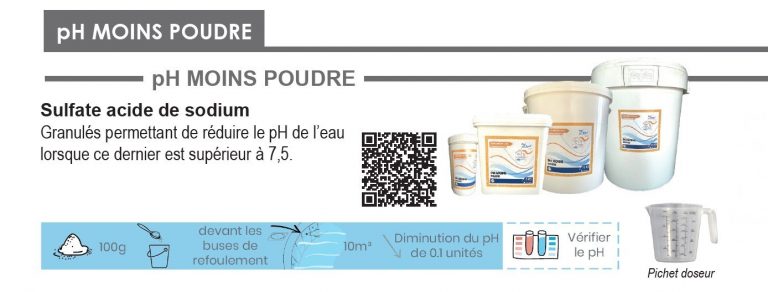 pH MOINS POUDRE
pH MOINS POUDRE
Sulfate acide de sodium
Granulés permettant de réduire le pH de l'eau
lorsque ce dernier est supérieur à 7,5.
100g
devant les
buses de
refoulement
10m³
Diminution du pH
de 0.1 unités
Vérifier
le pH
Pichet doseur